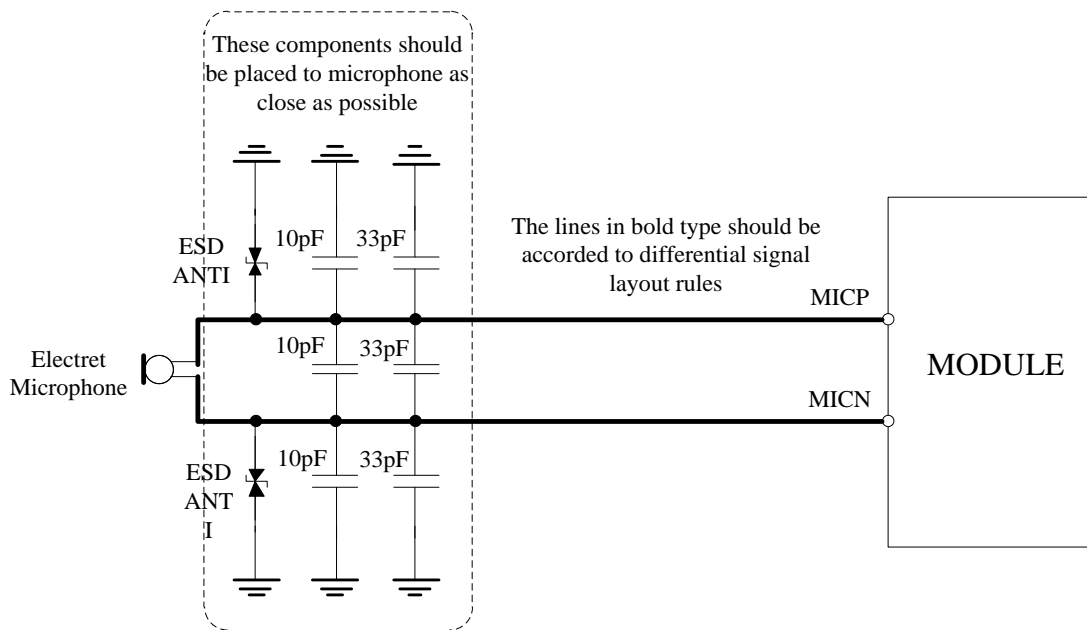 These components should
be placed to microphone as
close as possible
ESD
ANTI
10pF
33pF
The lines in bold type should be
accorded to differential signal
layout rules
MICP
Electret
Microphone
10pF
33pF
MODULE
MICN
ESD
ANT
I
10pF
33pF